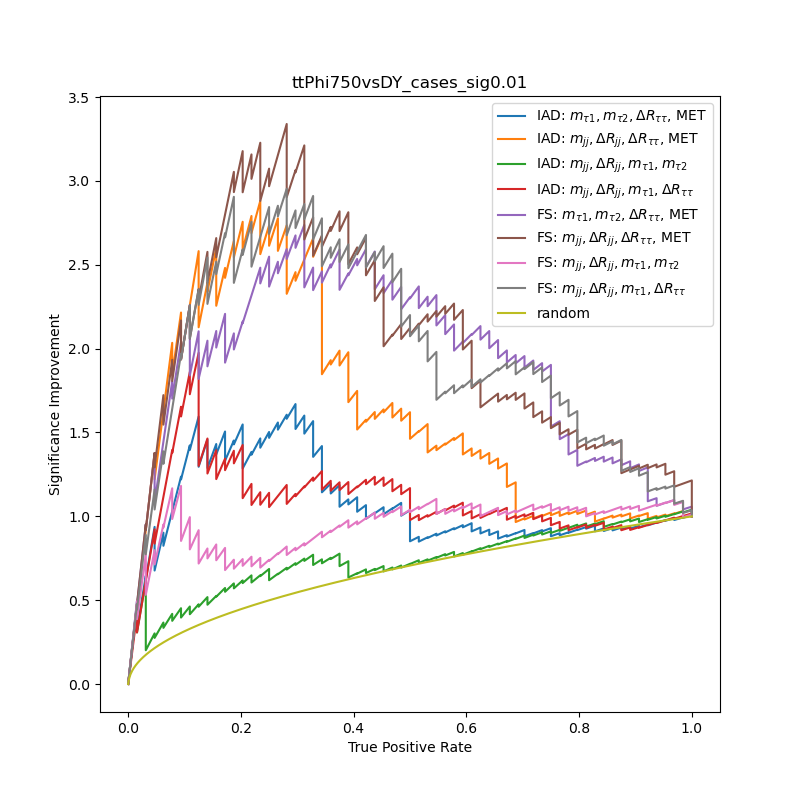 ttPhi750vsDY_cases_sig0.01
3.5
3.0
2.5
2.0
1.5
1.0
0.5
0.0
Significance Improvement
IAD: $m_{\tau1}, m_{\tau2}, \Delta R_{\tau\tau}$, MET
IAD: $m_{jj}, \Delta R_{jj}, \Delta R_{\tau\tau}$, MET
IAD: $m_{jj}, \Delta R_{jj}, m_{\tau1}, m_{\tau2}$
IAD: $m_{jj}, \Delta R_{jj}, m_{\tau1}, \Delta R_{\tau\tau}$
FS: $m_{\tau1}, m_{\tau2}, \Delta R_{\tau\tau}$, MET
FS: $m_{jj}, \Delta R_{jj}, \Delta R_{\tau\tau}$, MET
FS: $m_{jj}, \Delta R_{jj}, m_{\tau1}, m_{\tau2}$
FS: $m_{jj}, \Delta R_{jj}, m_{\tau1}, \Delta R_{\tau\tau}$
random
0.0 0.2 0.4 0.6 0.8 1.0
True Positive Rate